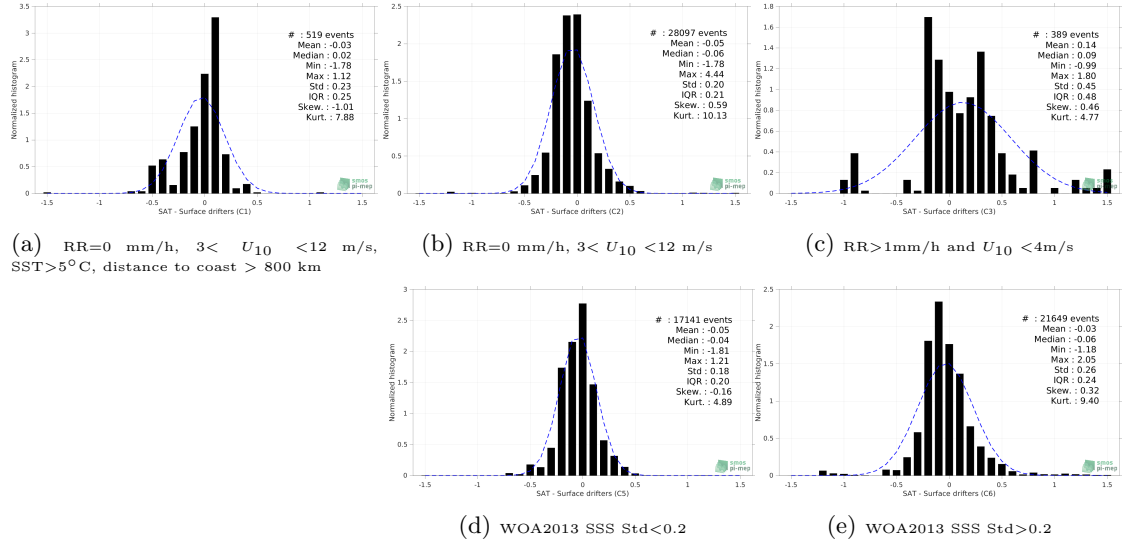 3.5
3
2.5
2
1.5
1
0.5
0
-1.5
-1
-0.5
0
0.5
1
1.5
Normalized histogram
SAT - Surface drifters (C1)
# : 519 events
Mean : -0.03
Median : 0.02
Min : -1.78
Max : 1.12
Std : 0.23
IQR : 0.25
Skew. : -1.01
Kurt. : 7.88
smos
pi-mep
(a) RR=0 mm/h, 3< U10 <12 m/s,
SST>5°C, distance to coast > 800 km
2.5
2
1.5
1
0.5
0
-1.5
-1
-0.5
0
0.5
1
1.5
Normalized histogram
SAT - Surface drifters (C2)
# : 28097 events
Mean : -0.05
Median : -0.06
Min : -1.78
Max : 4.44
Std : 0.20
IQR : 0.21
Skew. : 0.59
Kurt. : 10.13
smos
pi-mep
(b) RR=0 mm/h, 3< U10 <12 m/s
1.8
1.6
1.4
1.2
1
0.8
0.6
0.4
0.2
0
-1.5
-1
-0.5
0
0.5
1
1.5
Normalized histogram
SAT - Surface drifters (C3)
# : 389 events
Mean : 0.14
Median : 0.09
Min : -0.99
Max : 1.80
Std : 0.45
IQR : 0.48
Skew. : 0.46
Kurt. : 4.77
smos
pi-mep
(c) RR>1mm/h and U10 <4m/s
3
2.5
2
1.5
1
0.5
0
-1.5
-1
-0.5
0
0.5
1
1.5
Normalized histogram
SAT - Surface drifters (C5)
# : 17141 events
Mean : -0.05
Median : -0.04
Min : -1.81
Max : 1.21
Std : 0.18
IQR : 0.20
Skew. : -0.16
Kurt. : 4.89
smos
pi-mep
(d) WOA2013 SSS Std<0.2
2.5
2
1.5
1
0.5
0
-1.5
-1
-0.5
0
0.5
1
1.5
Normalized histogram
SAT - Surface drifters (C6)
# : 21649 events
Mean : -0.03
Median : -0.06
Min : -1.18
Max : 2.05
Std : 0.26
IQR : 0.24
Skew. : 0.32
Kurt. : 9.40
smos
pi-mep
(e) WOA2013 SSS Std>0.2